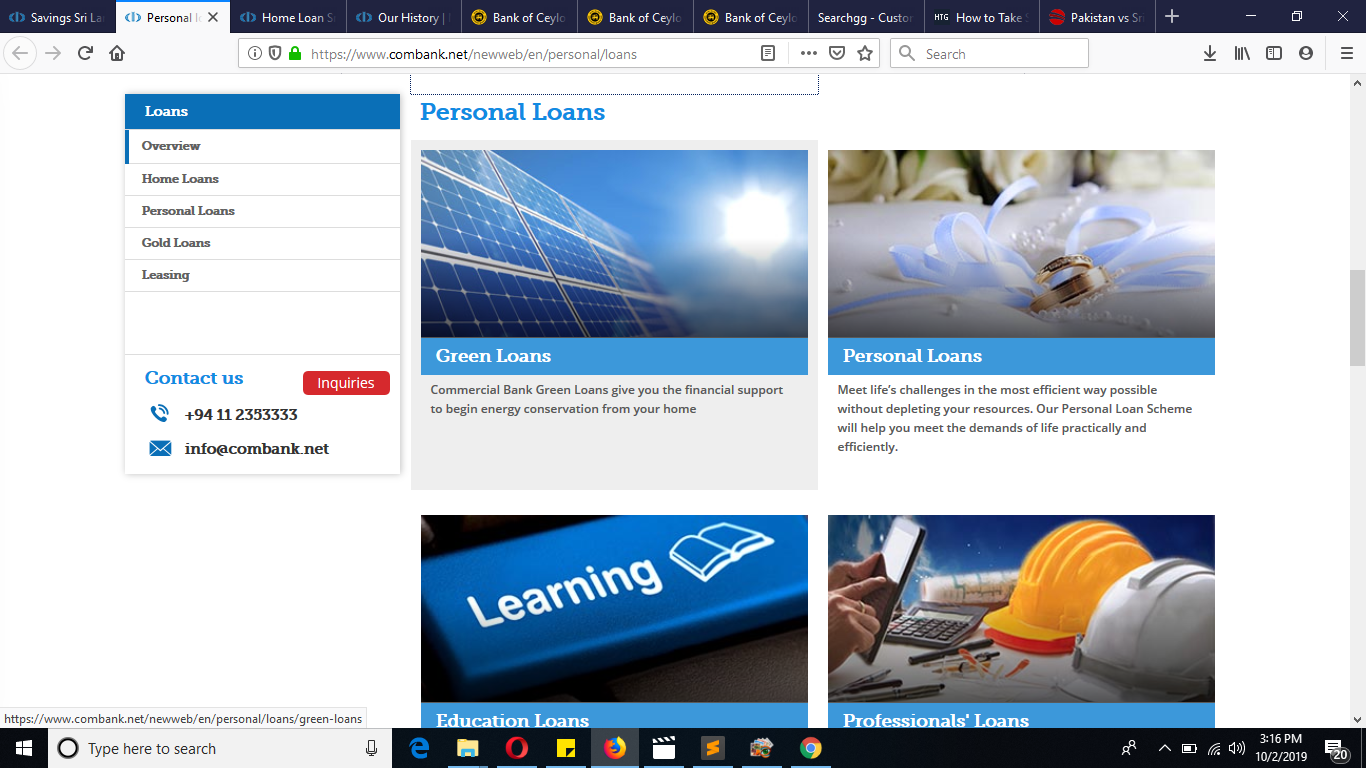 Savings Sri La
Personal lo
Home Loan S
Our History |
Bank of Ceylo
Bank of Ceylo
Bank of Ceylo
Searchgg - Custor
HTG How to Take S
Pakistan vs Sri
https://www.combank.net/newweb/en/personal/loans
Search
Loans
Overview
Home Loans
Personal Loans
Gold Loans
Leasing
Contact us
Inquiries
+94 11 2353333
info@combank.net
Personal Loans
Green Loans
Commercial Bank Green Loans give you the financial support
to begin energy conservation from your home
Personal Loans
Meet life’s challenges in the most efficient way possible
without depleting your resources. Our Personal Loan Scheme
will help you meet the demands of life practically and
efficiently.
Learning
Education Loans
Professionals' Loans
https://www.combank.net/newweb/en/personal/loans/green-loans
Type here to search
3:16 PM
10/2/2019
20